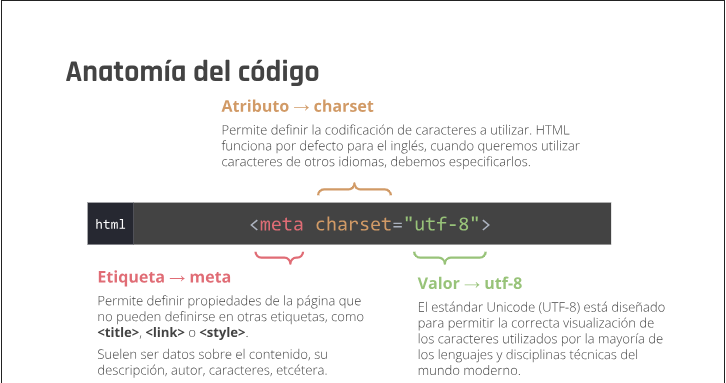 Anatomía del código
Atributo → charset
Permite definir la codificación de caracteres a utilizar. HTML
funciona por defecto para el inglés, cuando queremos utilizar
caracteres de otros idiomas, debemos especificarlos.
html
<meta charset="utf-8">
Etiqueta → meta
Permite definir propiedades de la página que
no pueden definirse en otras etiquetas, como
<title>, <link> o <style>.
Suelen ser datos sobre el contenido, su
descripción, autor, caracteres, etcétera.
Valor → utf-8
El estándar Unicode (UTF-8) está diseñado
para permitir la correcta visualización de
los caracteres utilizados por la mayoría de
los lenguajes y disciplinas técnicas del
mundo moderno.